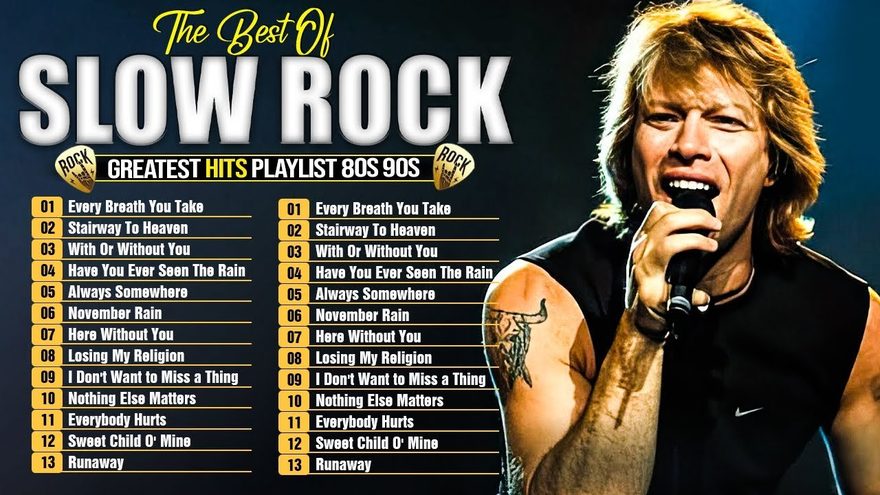 The Best Of
SLOW ROCK
ROCK
GREATEST HITS PLAYLIST 80S 90S
ROCK
01 Every Breath You Take
02 Stairway To Heaven
03 With Or Without You
04 Have You Ever Seen The Rain
05 Always Somewhere
06 November Rain
07 Here Without You
08 Losing My Religion
09 I Don't Want to Miss a Thing
10 Nothing Else Matters
11 Everybody Hurts
12 Sweet Child O' Mine
13 Runaway
01 Every Breath You Take
02 Stairway To Heaven
03 With Or Without You
04 Have You Ever Seen The Rain
05 Always Somewhere
06 November Rain
07 Here Without You
08 Losing My Religion
09 I Don't Want to Miss a Thing
10 Nothing Else Matters
11 Everybody Hurts
12 Sweet Child O' Mine
13 Runaway